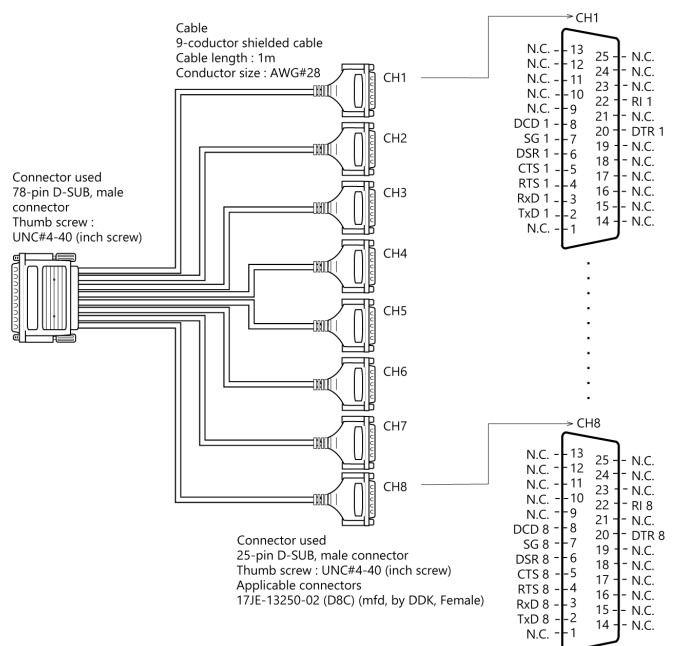 Cable
9-coductor shielded cable
Cable length : 1m
Conductor size : AWG#28
Connector used
78-pin D-SUB, male
connector
Thumb screw :
UNC#4-40 (inch screw)
CH1
CH2
CH3
CH4
CH5
CH6
CH7
CH8
Connector used
25-pin D-SUB, male connector
Thumb screw : UNC#4-40 (inch screw)
Applicable connectors
17JE-13250-02 (D8C) (mfd, by DDK, Female)
CH1
N.C. 13
N.C. 12
N.C. 11
N.C. 10
N.C. 9
DCD 1 8
SG 1 7
DSR 1 6
CTS 1 5
RTS 1 4
RxD 1 3
TxD 1 2
N.C. 1
25 N.C.
24 N.C.
23 N.C.
22 RI 1
21 N.C.
20 DTR 1
19 N.C.
18 N.C.
17 N.C.
16 N.C.
15 N.C.
14 N.C.
CH8
N.C. 13
N.C. 12
N.C. 11
N.C. 10
N.C. 9
DCD 8 8
SG 8 7
DSR 8 6
CTS 8 5
RTS 8 4
RxD 8 3
TxD 8 2
N.C. 1
25 N.C.
24 N.C.
23 N.C.
22 RI 8
21 N.C.
20 DTR 8
19 N.C.
18 N.C.
17 N.C.
16 N.C.
15 N.C.
14 N.C.